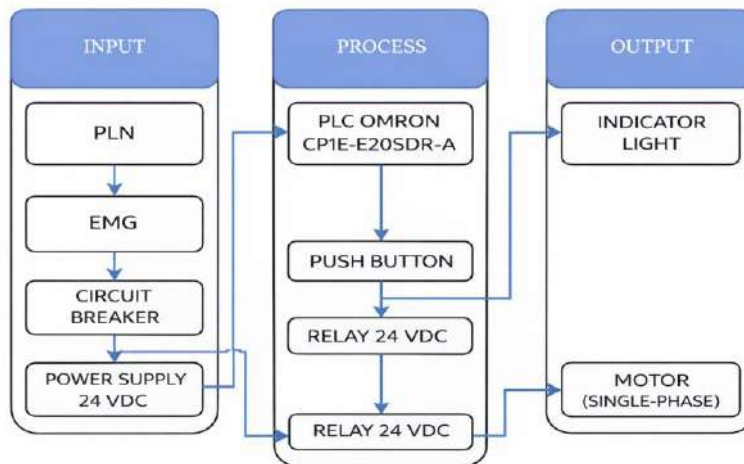 INPUT
PLN
EMG
CIRCUIT
BREAKER
POWER SUPPLY
24 VDC
PROCESS
PLC OMRON
CP1E-E20SDR-A
PUSH BUTTON
RELAY 24 VDC
RELAY 24 VDC
OUTPUT
INDICATOR
LIGHT
MOTOR
(SINGLE-PHASE)